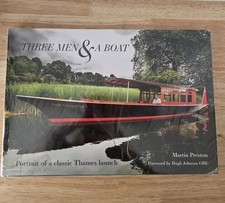 THREE MEN & A BOAT
Portrait of a classic Thames launch
Martin Preston
Foreword by Hugh Johnson OBE